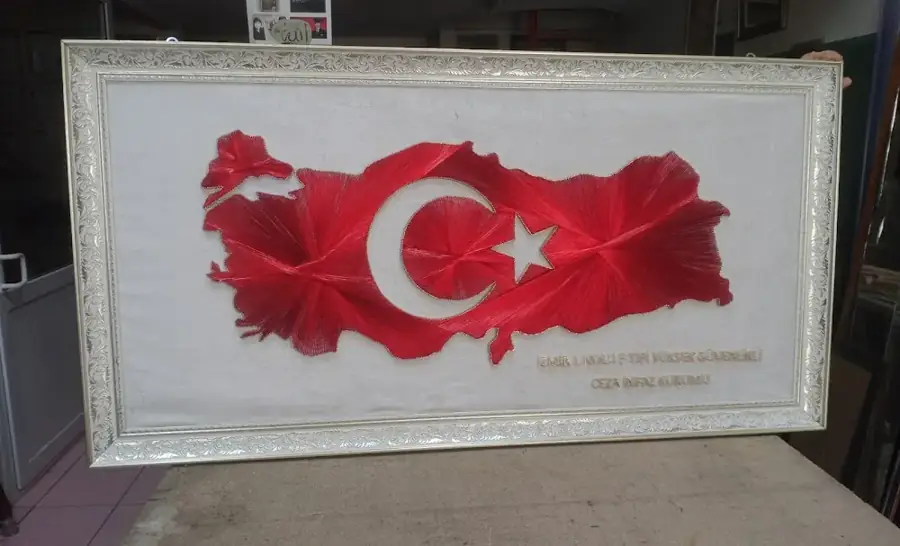 İZMİR 1 NOLU F TİPİ YÜKSEK GÜVENLİKLİ
CEZA İNFAZ KURUMU